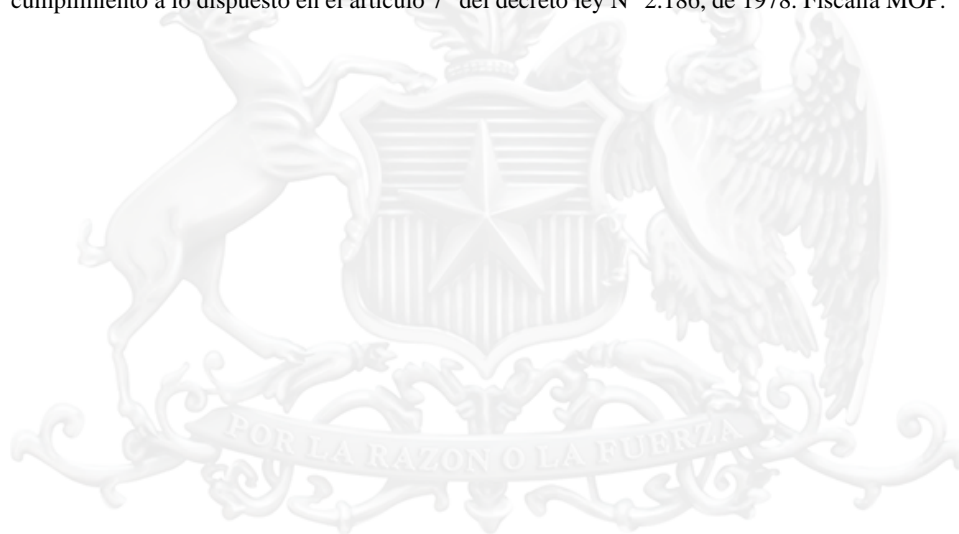 cumplimiento a lo dispuesto en el artículo 7° del decreto ley N° 2.186, de 1978. Fiscalía MOP.
POR LA RAZON O LA FUERZA